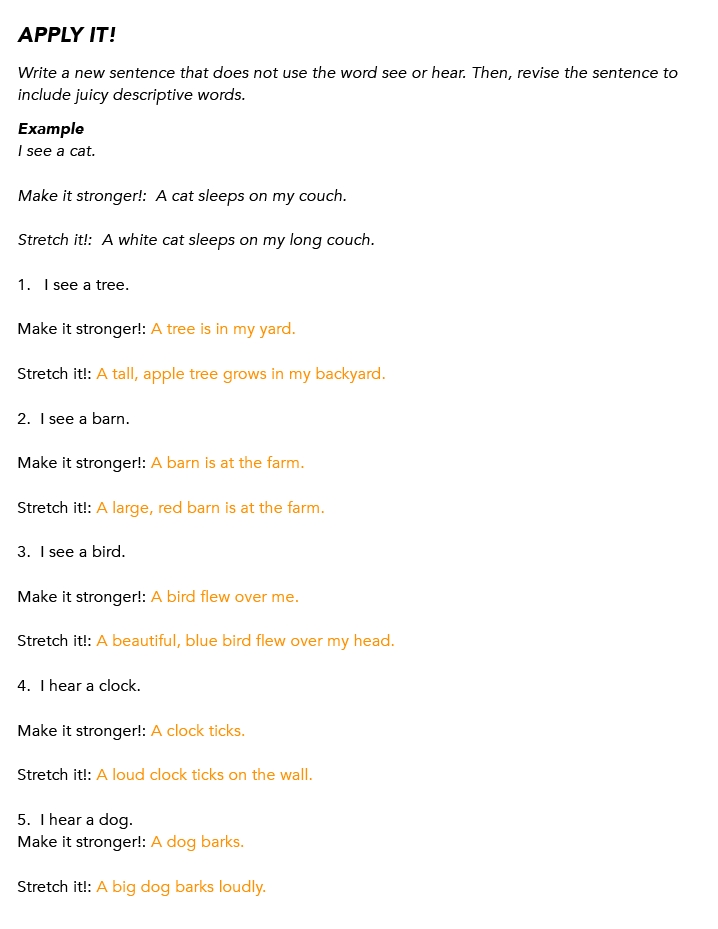 APPLY IT!
Write a new sentence that does not use the word see or hear. Then, revise the sentence to
include juicy descriptive words.
Example
I see a cat.
Make it stronger!:  A cat sleeps on my couch.
Stretch it!:  A white cat sleeps on my long couch.
1.   I see a tree.
Make it stronger!: A tree is in my yard.
Stretch it!: A tall, apple tree grows in my backyard.
2.  I see a barn.
Make it stronger!: A barn is at the farm.
Stretch it!: A large, red barn is at the farm.
3.  I see a bird.
Make it stronger!: A bird flew over me.
Stretch it!: A beautiful, blue bird flew over my head.
4.  I hear a clock.
Make it stronger!: A clock ticks.
Stretch it!: A loud clock ticks on the wall.
5.  I hear a dog.
Make it stronger!: A dog barks.
Stretch it!: A big dog barks loudly.